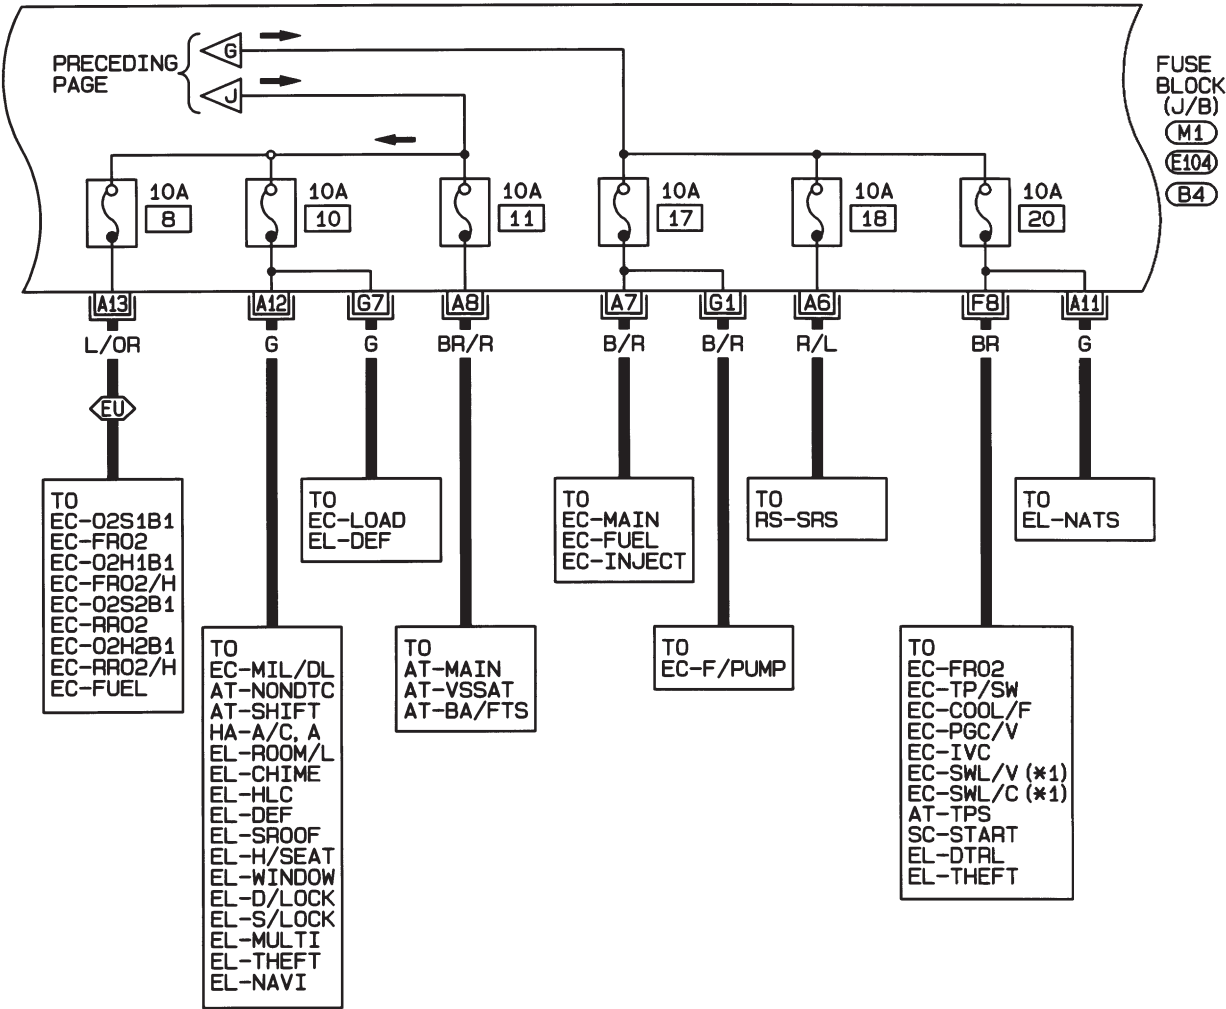 PRECEDING
PAGE
G
J
FUSE
BLOCK
(J/B)
M1
E104
B4
10A
8
10A
10
10A
11
10A
17
10A
18
10A
20
A13
A12
G7
A8
A7
G1
A6
F8
A11
L/OR
G
G
BR/R
B/R
B/R
R/L
BR
G
EU
TO
EC-O2S1B1
EC-FRO2
EC-O2H1B1
EC-FRO2/H
EC-O2S2B1
EC-RRO2
EC-O2H2B1
EC-RRO2/H
EC-FUEL
TO
EC-MIL/DL
AT-NONDTC
AT-SHIFT
HA-A/C, A
EL-ROOM/L
EL-CHIME
EL-HLC
EL-DEF
EL-SROOF
EL-H/SEAT
EL-WINDOW
EL-D/LOCK
EL-S/LOCK
EL-MULTI
EL-THEFT
EL-NAVI
TO
EC-LOAD
EL-DEF
TO
AT-MAIN
AT-VSSAT
AT-BA/FTS
TO
EC-MAIN
EC-FUEL
EC-INJECT
TO
EC-F/PUMP
TO
RS-SRS
TO
EC-FRO2
EC-TP/SW
EC-COOL/F
EC-PGC/V
EC-IVC
EC-SWL/V (*1)
EC-SWL/C (*1)
AT-TPS
SC-START
EL-DTRL
EL-THEFT
TO
EL-NATS